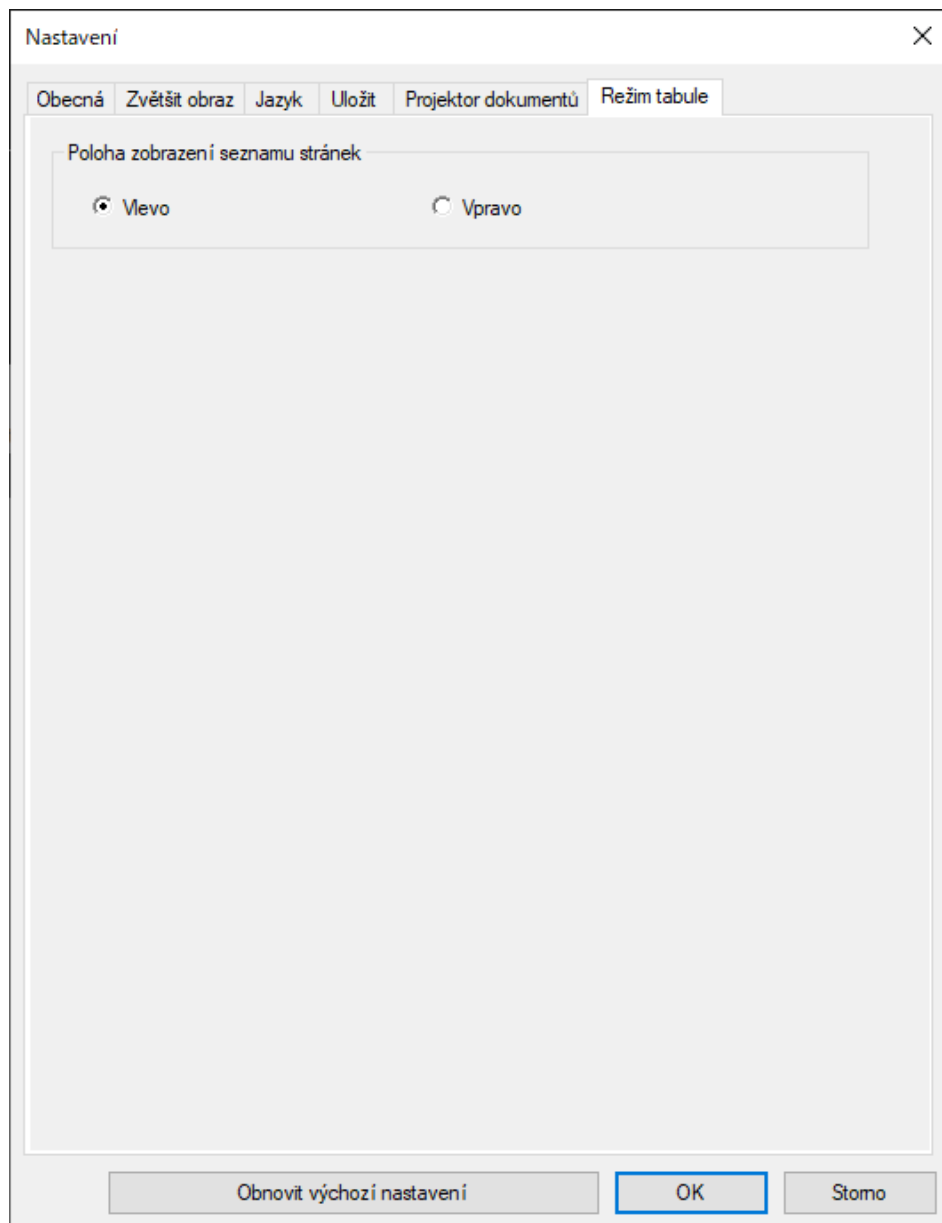 Nastavení
Obecná Zvětšit obraz Jazyk Uložit Projektor dokumentů Režim tabule
Poloha zobrazení seznamu stránek
Vlevo Vpravo
Obnovit výchozí nastavení OK Storno